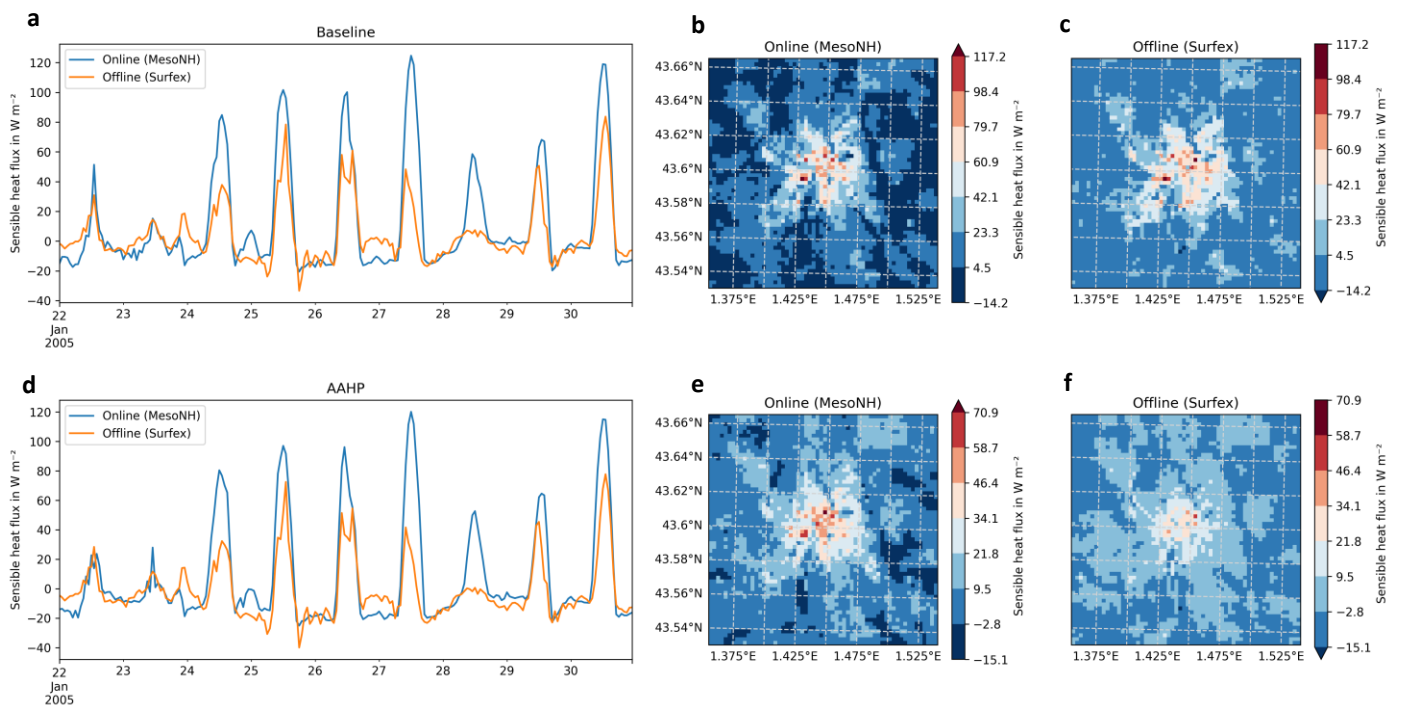 a
Baseline
Online (MesoNH)
Offline (Surfex)
Sensible heat flux in W m⁻²
120
100
80
60
40
20
0
−20
−40
22
23
24
25
26
27
28
29
30
Jan
2005
b
Online (MesoNH)
43.66°N
43.64°N
43.62°N
43.6°N
43.58°N
43.56°N
43.54°N
1.375°E
1.425°E
1.475°E
1.525°E
117.2
98.4
79.7
60.9
42.1
23.3
4.5
−14.2
Sensible heat flux in W m⁻²
c
Offline (Surfex)
1.375°E
1.425°E
1.475°E
1.525°E
117.2
98.4
79.7
60.9
42.1
23.3
4.5
−14.2
Sensible heat flux in W m⁻²
d
AAHP
Online (MesoNH)
Offline (Surfex)
Sensible heat flux in W m⁻²
120
100
80
60
40
20
0
−20
−40
22
23
24
25
26
27
28
29
30
Jan
2005
e
Online (MesoNH)
43.66°N
43.64°N
43.62°N
43.6°N
43.58°N
43.56°N
43.54°N
1.375°E
1.425°E
1.475°E
1.525°E
70.9
58.7
46.4
34.1
21.8
9.5
−2.8
−15.1
Sensible heat flux in W m⁻²
f
Offline (Surfex)
1.375°E
1.425°E
1.475°E
1.525°E
70.9
58.7
46.4
34.1
21.8
9.5
−2.8
−15.1
Sensible heat flux in W m⁻²